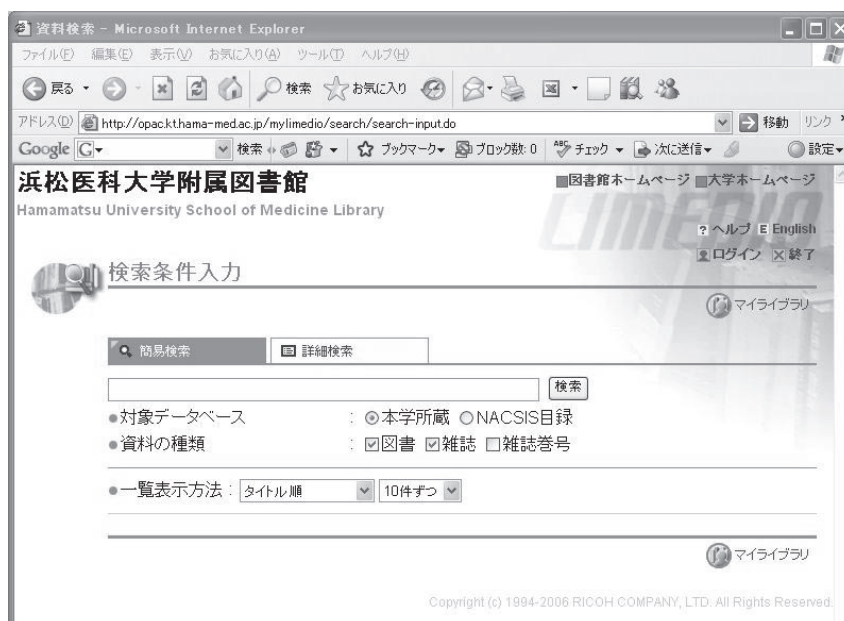 資料検索 - Microsoft Internet Explorer
ファイル(F) 編集(E) 表示(V) お気に入り(A) ツール(T) ヘルプ(H)
戻る 検索 お気に入り
アドレス(D) http://opac.kt.hama-med.ac.jp/mylimedio/search/search-input.do 移動 リンク
Google G 検索 ブックマーク ブロック数: 0 ABC チェック 次に送信 設定
浜松医科大学附属図書館 図書館ホームページ 大学ホームページ
Hamamatsu University School of Medicine Library
LIMEDIO
? ヘルプ E English
ログイン 終了
検索条件入力
マイライブラリ
簡易検索 詳細検索
検索
●対象データベース : 本学所蔵 NACSIS目録
●資料の種類 : 図書 雑誌 雑誌巻号
●一覧表示方法 : タイトル順 10件ずつ
マイライブラリ
Copyright (c) 1994-2006 RICOH COMPANY, LTD. All Rights Reserved.